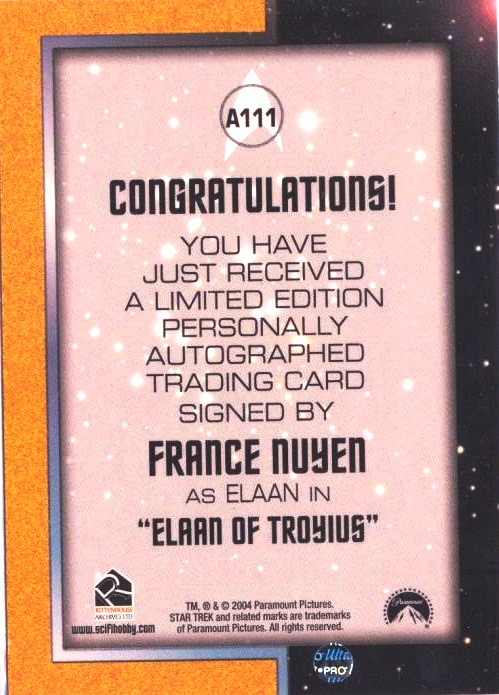 A111
CONGRATULATIONS!
YOU HAVE
JUST RECEIVED
A LIMITED EDITION
PERSONALLY
AUTOGRAPHED
TRADING CARD
SIGNED BY
FRANCE NUYEN
AS ELAAN IN
"ELAAN OF TROYIUS"
RITTENHOUSE
ARCHIVES LTD
www.scifihobby.com
TM, ® & © 2004 Paramount Pictures.
STAR TREK and related marks are trademarks
of Paramount Pictures. All rights reserved.
Paramount
Ultra
PRO